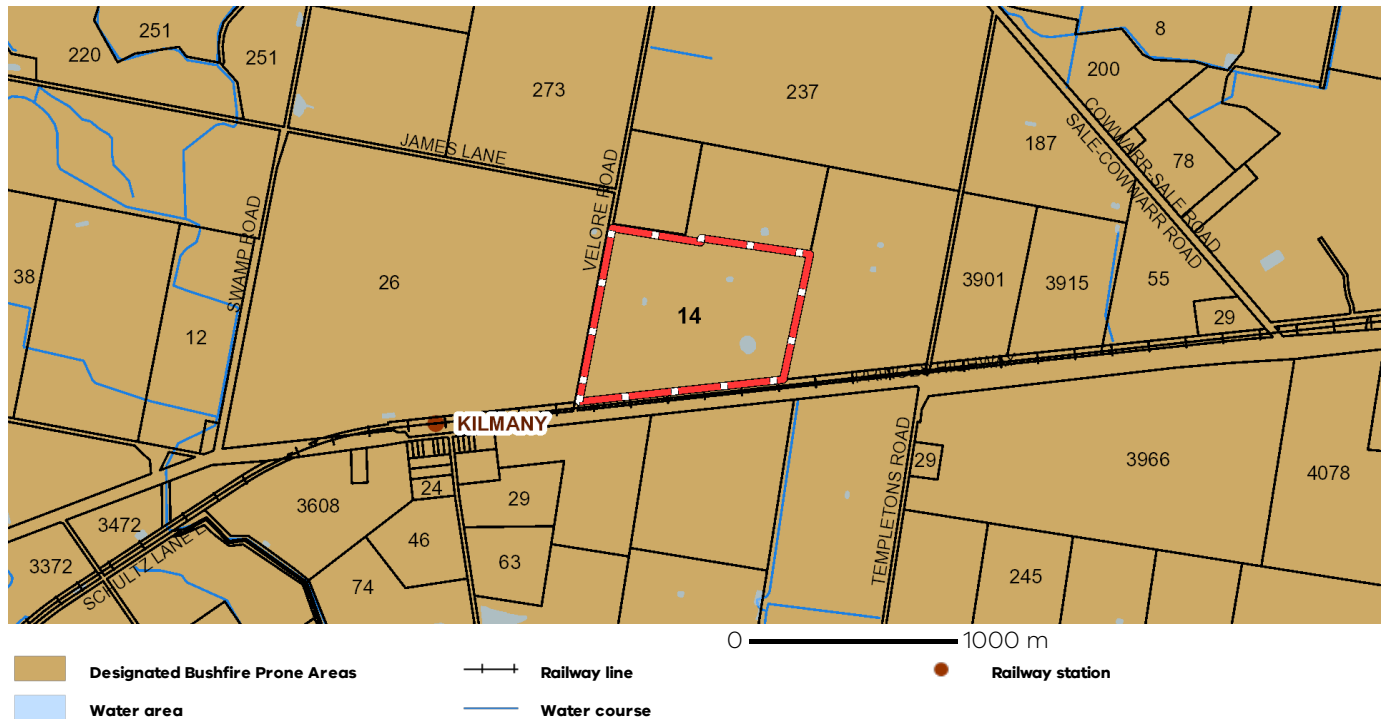 251
8
220
251
200
273
237
COWWARR-SALE ROAD
SALE-COWWARR ROAD
187
JAMES LANE
78
VELORE ROAD
SWAMP ROAD
38
26
3901
3915
55
14
29
12
KILMANY
TEMPLETONS ROAD
29
3966
4078
24
29
3608
3472
46
3372
SCHULTZ LANE
63
74
245
0 1000 m
Designated Bushfire Prone Areas
Railway line
Railway station
Water area
Water course